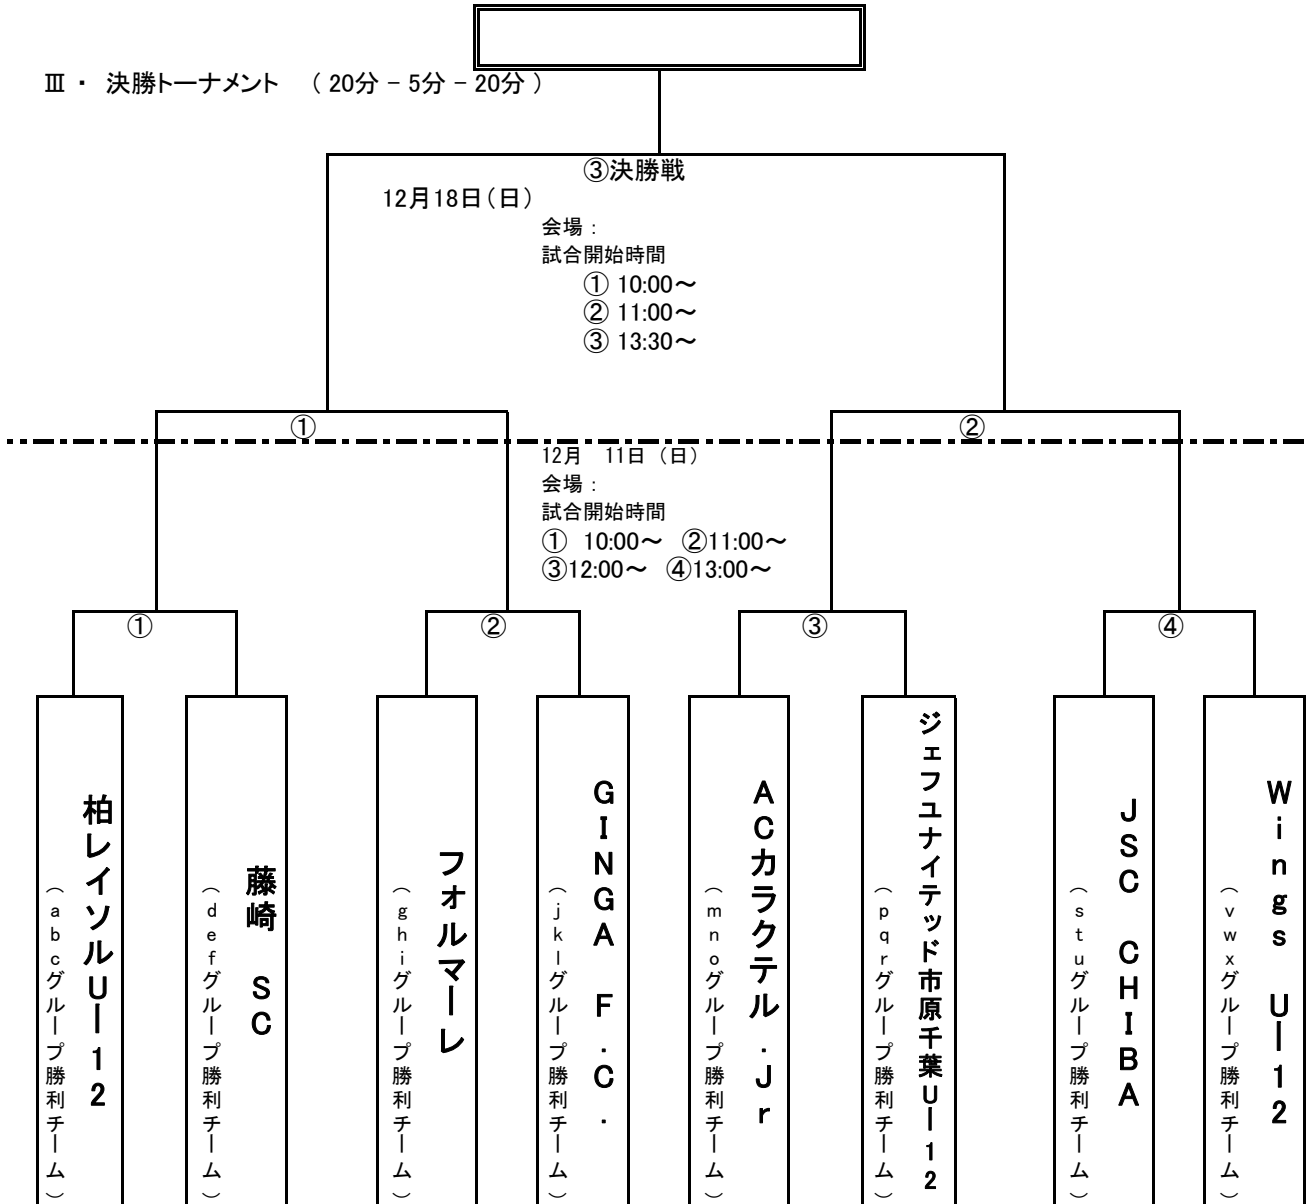 Ⅲ ・ 決勝トーナメント （ 20分 － 5分 － 20分 ）
③決勝戦
12月18日（日）
会場：
試合開始時間
① 10:00～
② 11:00～
③ 13:30～
①
②
12月 11日（日）
会場：
試合開始時間
① 10:00～ ②11:00～
③12:00～ ④13:00～
①
②
③
④
柏レイソルU－12
（abcグループ勝利チーム）
藤崎 SC
（defグループ勝利チーム）
フォルマーレ
（ghiグループ勝利チーム）
GINGA F.C.
（jklグループ勝利チーム）
ACカラクテル.Jr
（mnoグループ勝利チーム）
ジェフユナイテッド市原千葉U－12
（pqrグループ勝利チーム）
JSC CHIBA
（stuグループ勝利チーム）
Wings U－12
（vwxグループ勝利チーム）